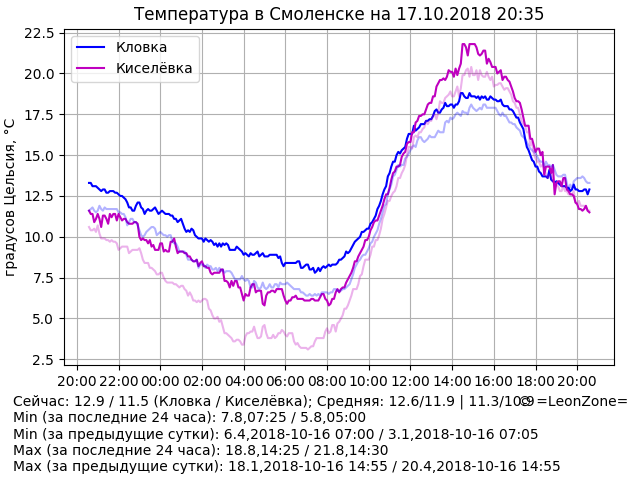 Температура в Смоленске на 17.10.2018 20:35
Кловка
Киселёвка
градусов Цельсия, °C
22.5
20.0
17.5
15.0
12.5
10.0
7.5
5.0
2.5
20:00 22:00 00:00 02:00 04:00 06:00 08:00 10:00 12:00 14:00 16:00 18:00 20:00
Сейчас: 12.9 / 11.5 (Кловка / Киселёвка); Средняя: 12.6/11.9 | 11.3/10.9 © =LeonZone=
Min (за последние 24 часа): 7.8,07:25 / 5.8,05:00
Min (за предыдущие сутки): 6.4,2018-10-16 07:00 / 3.1,2018-10-16 07:05
Max (за последние 24 часа): 18.8,14:25 / 21.8,14:30
Max (за предыдущие сутки): 18.1,2018-10-16 14:55 / 20.4,2018-10-16 14:55